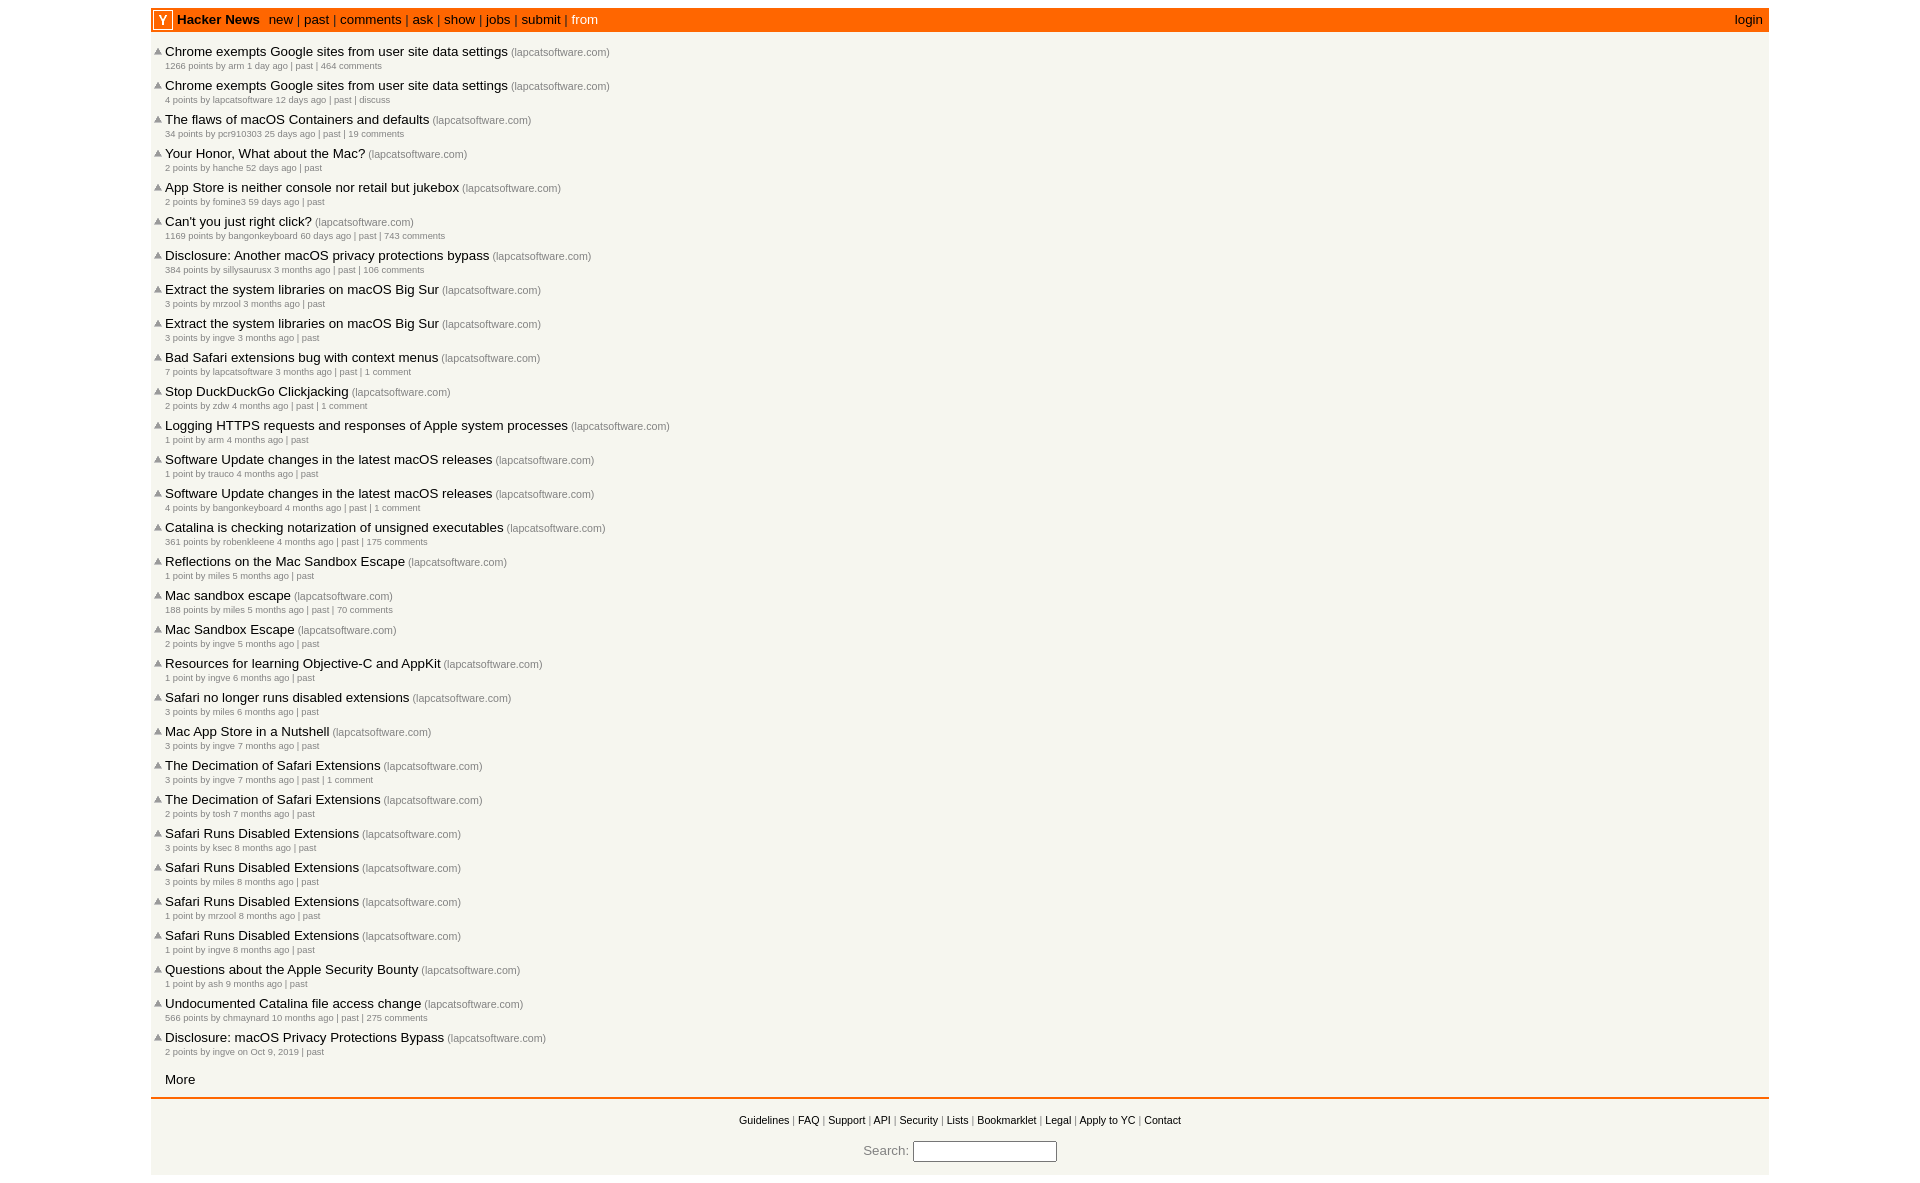 Y Hacker News new | past | comments | ask | show | jobs | submit | from login
Chrome exempts Google sites from user site data settings (lapcatsoftware.com)
1266 points by arm 1 day ago | past | 464 comments
Chrome exempts Google sites from user site data settings (lapcatsoftware.com)
4 points by lapcatsoftware 12 days ago | past | discuss
The flaws of macOS Containers and defaults (lapcatsoftware.com)
34 points by pcr910303 25 days ago | past | 19 comments
Your Honor, What about the Mac? (lapcatsoftware.com)
2 points by hanche 52 days ago | past
App Store is neither console nor retail but jukebox (lapcatsoftware.com)
2 points by fomine3 59 days ago | past
Can't you just right click? (lapcatsoftware.com)
1169 points by bangonkeyboard 60 days ago | past | 743 comments
Disclosure: Another macOS privacy protections bypass (lapcatsoftware.com)
384 points by sillysaurusx 3 months ago | past | 106 comments
Extract the system libraries on macOS Big Sur (lapcatsoftware.com)
3 points by mrzool 3 months ago | past
Extract the system libraries on macOS Big Sur (lapcatsoftware.com)
3 points by ingve 3 months ago | past
Bad Safari extensions bug with context menus (lapcatsoftware.com)
7 points by lapcatsoftware 3 months ago | past | 1 comment
Stop DuckDuckGo Clickjacking (lapcatsoftware.com)
2 points by zdw 4 months ago | past | 1 comment
Logging HTTPS requests and responses of Apple system processes (lapcatsoftware.com)
1 point by arm 4 months ago | past
Software Update changes in the latest macOS releases (lapcatsoftware.com)
1 point by trauco 4 months ago | past
Software Update changes in the latest macOS releases (lapcatsoftware.com)
4 points by bangonkeyboard 4 months ago | past | 1 comment
Catalina is checking notarization of unsigned executables (lapcatsoftware.com)
361 points by robenkleene 4 months ago | past | 175 comments
Reflections on the Mac Sandbox Escape (lapcatsoftware.com)
1 point by miles 5 months ago | past
Mac sandbox escape (lapcatsoftware.com)
188 points by miles 5 months ago | past | 70 comments
Mac Sandbox Escape (lapcatsoftware.com)
2 points by ingve 5 months ago | past
Resources for learning Objective-C and AppKit (lapcatsoftware.com)
1 point by ingve 6 months ago | past
Safari no longer runs disabled extensions (lapcatsoftware.com)
3 points by miles 6 months ago | past
Mac App Store in a Nutshell (lapcatsoftware.com)
3 points by ingve 7 months ago | past
The Decimation of Safari Extensions (lapcatsoftware.com)
3 points by ingve 7 months ago | past | 1 comment
The Decimation of Safari Extensions (lapcatsoftware.com)
2 points by tosh 7 months ago | past
Safari Runs Disabled Extensions (lapcatsoftware.com)
3 points by ksec 8 months ago | past
Safari Runs Disabled Extensions (lapcatsoftware.com)
3 points by miles 8 months ago | past
Safari Runs Disabled Extensions (lapcatsoftware.com)
1 point by mrzool 8 months ago | past
Safari Runs Disabled Extensions (lapcatsoftware.com)
1 point by ingve 8 months ago | past
Questions about the Apple Security Bounty (lapcatsoftware.com)
1 point by ash 9 months ago | past
Undocumented Catalina file access change (lapcatsoftware.com)
566 points by chmaynard 10 months ago | past | 275 comments
Disclosure: macOS Privacy Protections Bypass (lapcatsoftware.com)
2 points by ingve on Oct 9, 2019 | past
More
Guidelines | FAQ | Support | API | Security | Lists | Bookmarklet | Legal | Apply to YC | Contact
Search: